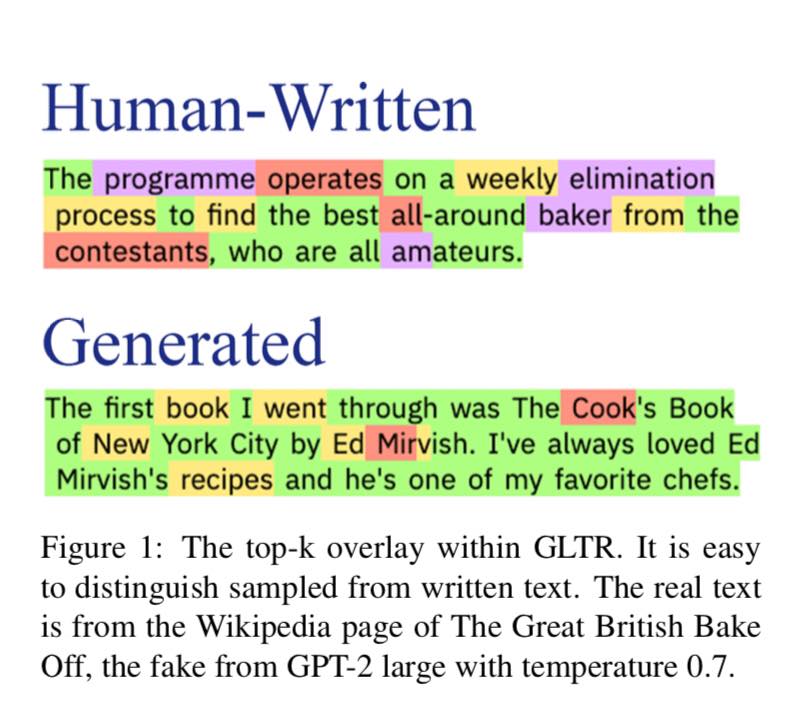 Human-Written
The programme operates on a weekly elimination
process to find the best all-around baker from the
contestants, who are all amateurs.
Generated
The first book I went through was The Cook's Book
of New York City by Ed Mirvish. I've always loved Ed
Mirvish's recipes and he's one of my favorite chefs.
Figure 1: The top-k overlay within GLTR. It is easy
to distinguish sampled from written text. The real text
is from the Wikipedia page of The Great British Bake
Off, the fake from GPT-2 large with temperature 0.7.